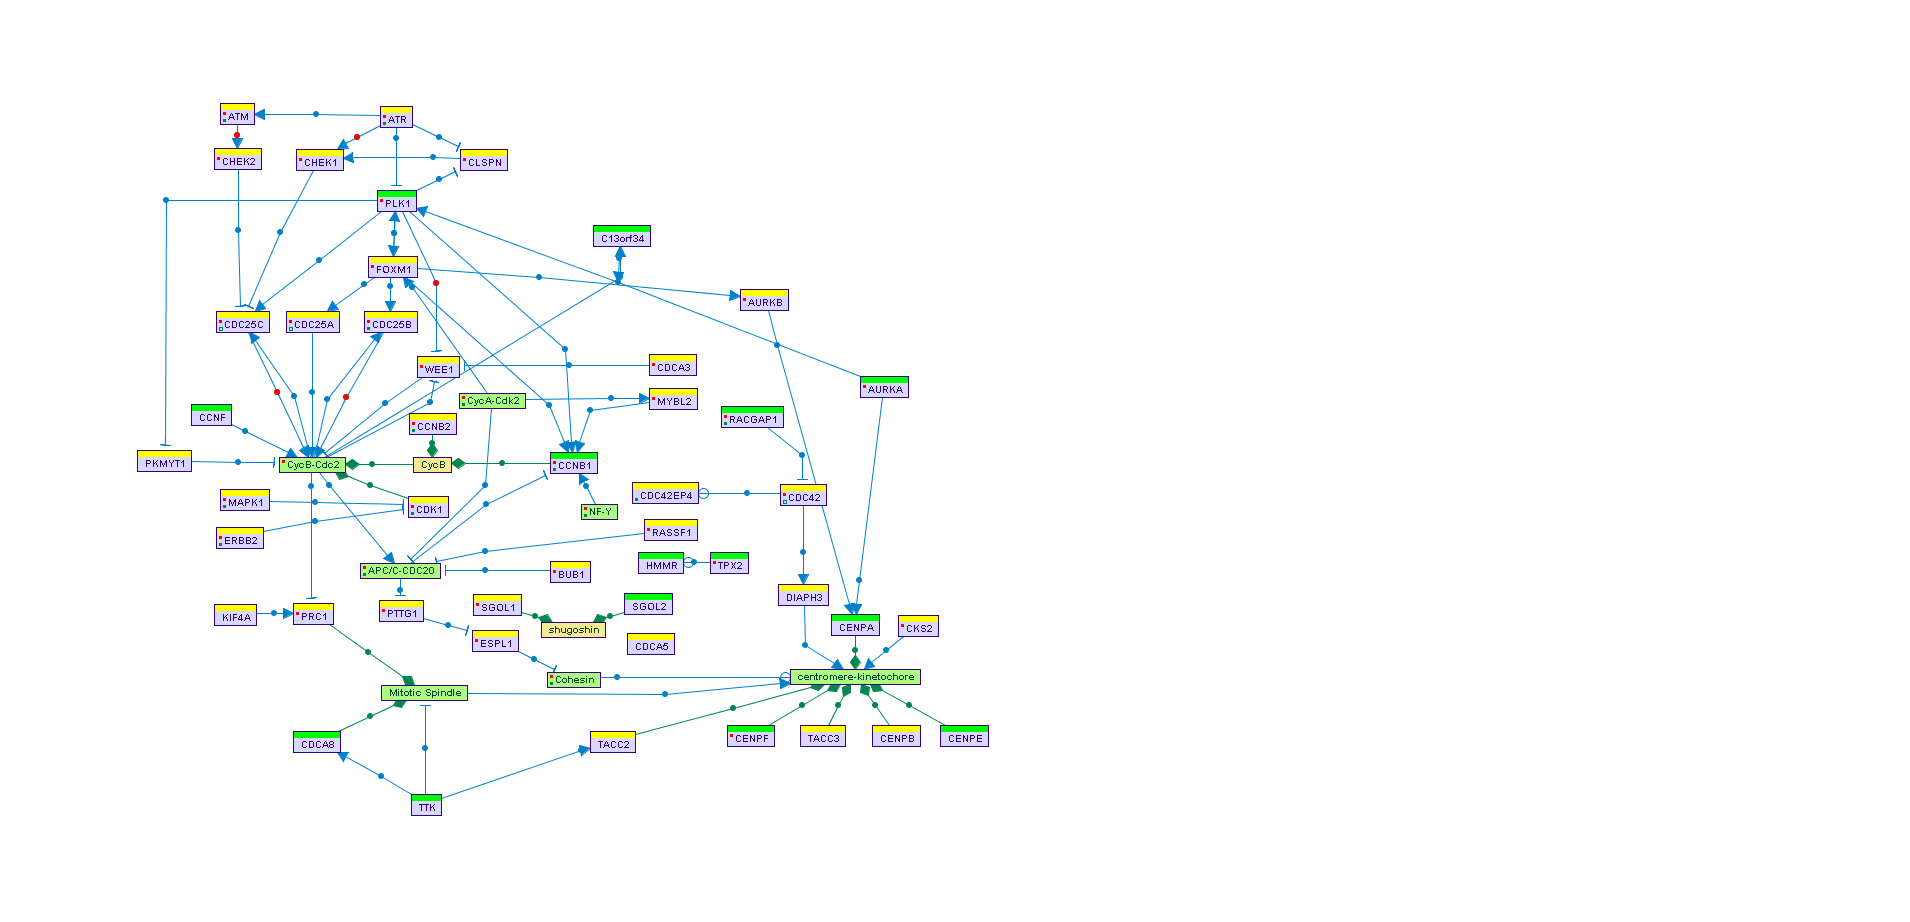 ATM
ATR
CHEK2
CHEK1
CLSPN
PLK1
C13orf34
FOXM1
AURKB
CDC25C
CDC25A
CDC25B
WEE1
CDCA3
AURKA
CycA-Cdk2
MYBL2
CCNF
CCNB2
RACGAP1
PKMYT1
CycB-Cdc2
CycB
CCNB1
MAPK1
CDK1
CDC42EP4
CDC42
NF-Y
ERBB2
RASSF1
APC/C-CDC20
BUB1
HMMR
TPX2
DIAPH3
KIF4A
PRC1
PTTG1
SGOL1
SGOL2
shugoshin
CENPA
CKS2
ESPL1
CDCA5
Cohesin
centromere-kinetochore
Mitotic Spindle
CDCA8
TACC2
CENPF
TACC3
CENPB
CENPE
TTK